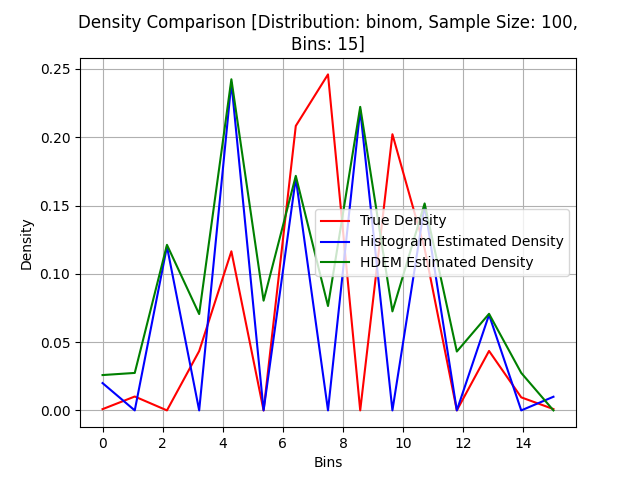 Density Comparison [Distribution: binom, Sample Size: 100,
Bins: 15]
Density
0.25
0.20
0.15
0.10
0.05
0.00
True Density
Histogram Estimated Density
HDEM Estimated Density
0 2 4 6 8 10 12 14
Bins